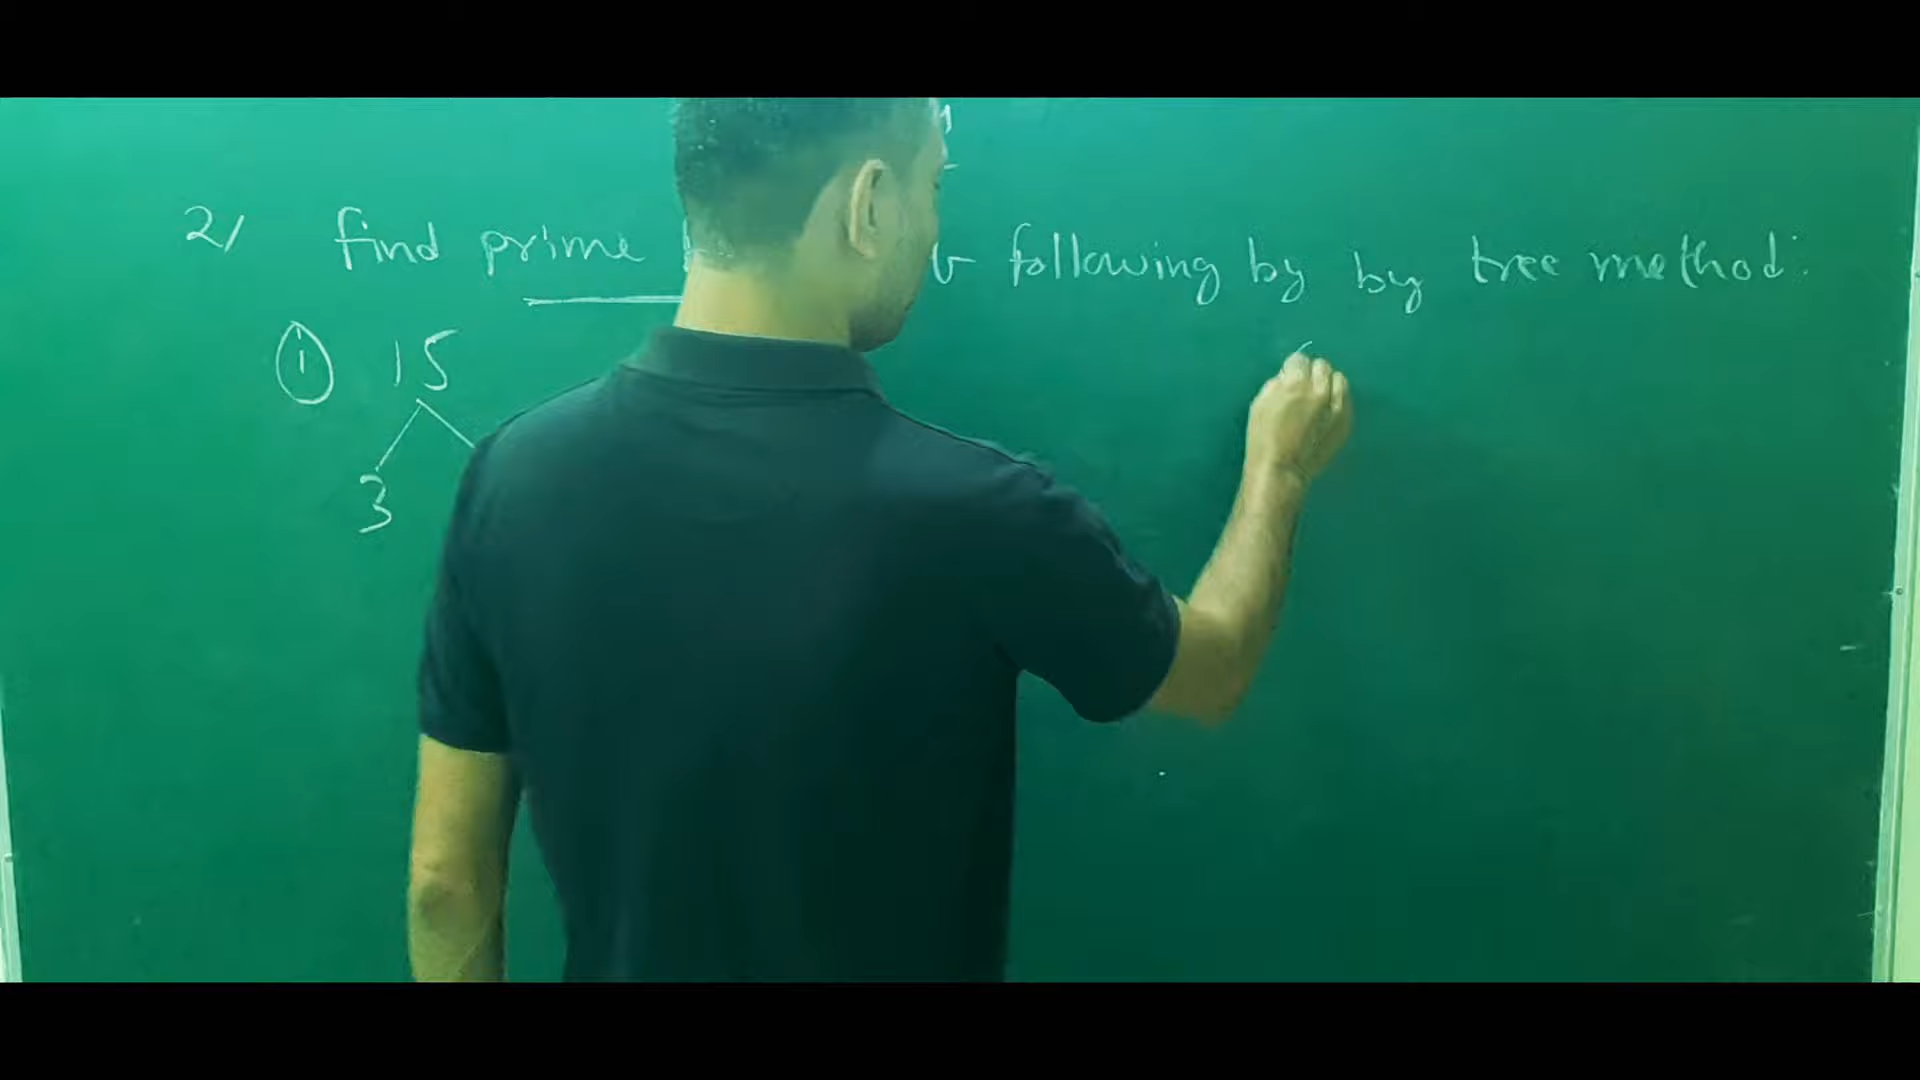 2/ find prime following by by tree method:
① 15
3